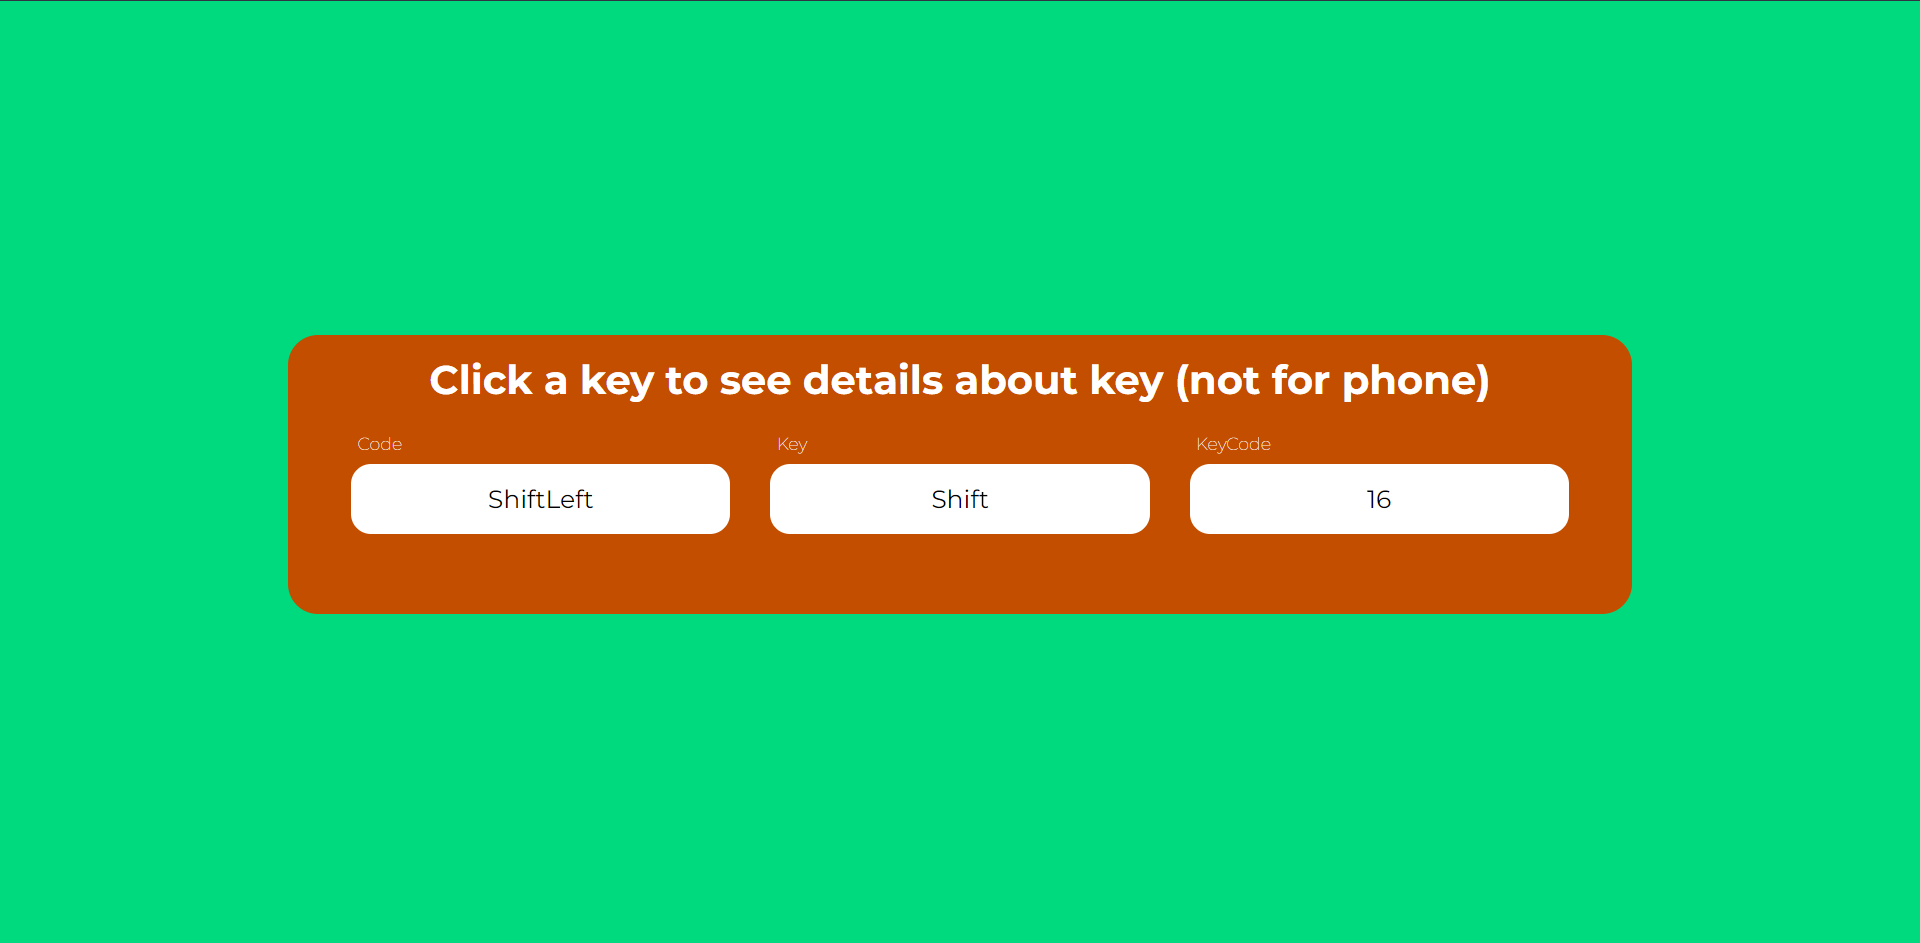 Click a key to see details about key (not for phone)
Code
Key
KeyCode
ShiftLeft
Shift
16